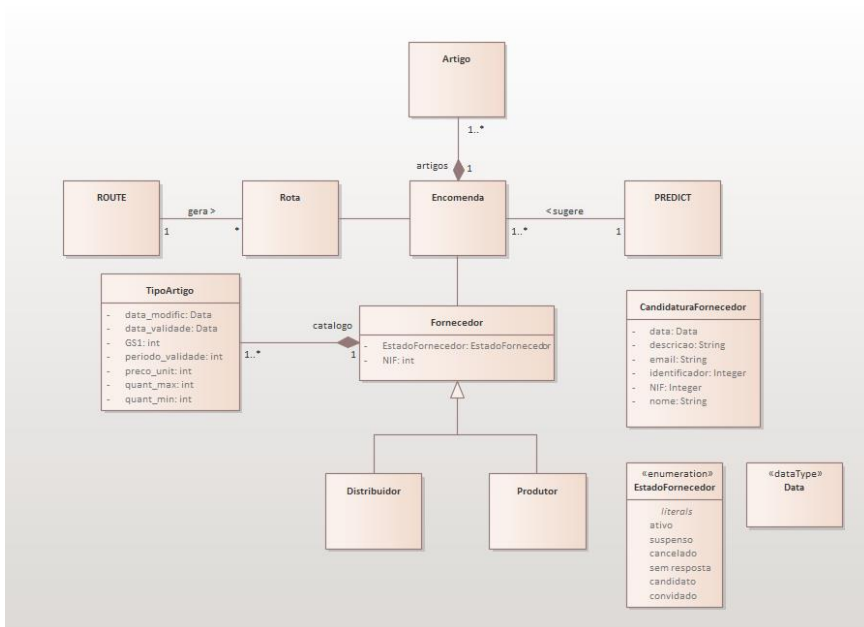 Artigo
1..*
artigos
1
ROUTE
gera >
1
*
Rota
Encomenda
< sugere
1..*
1
PREDICT
TipoArtigo
- data_modific: Data
- data_validade: Data
- GS1: int
- periodo_validade: int
- preco_unit: int
- quant_max: int
- quant_min: int
catalogo
1..*
1
Fornecedor
- EstadoFornecedor: EstadoFornecedor
- NIF: int
CandidaturaFornecedor
- data: Data
- descricao: String
- email: String
- identificador: Integer
- NIF: Integer
- nome: String
Distribuidor
Produtor
«enumeration»
EstadoFornecedor
literals
ativo
suspenso
cancelado
sem resposta
candidato
convidado
«dataType»
Data